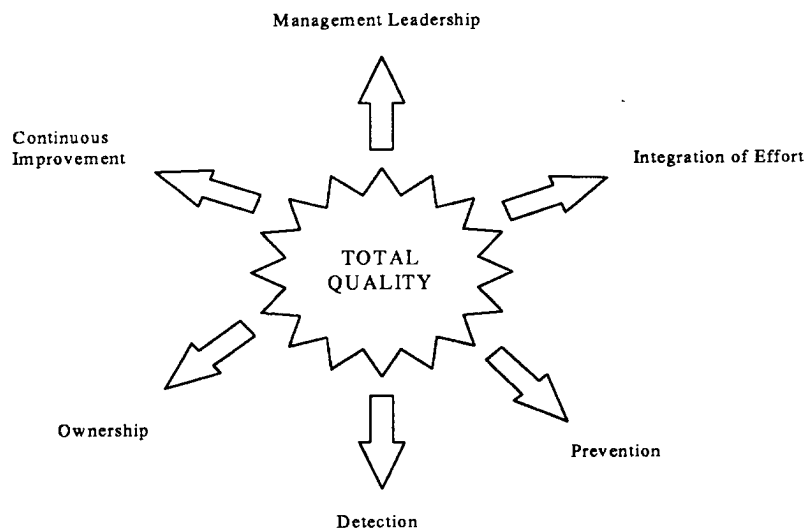 Management Leadership
Continuous
Improvement
Integration of Effort
TOTAL
QUALITY
Ownership
Prevention
Detection